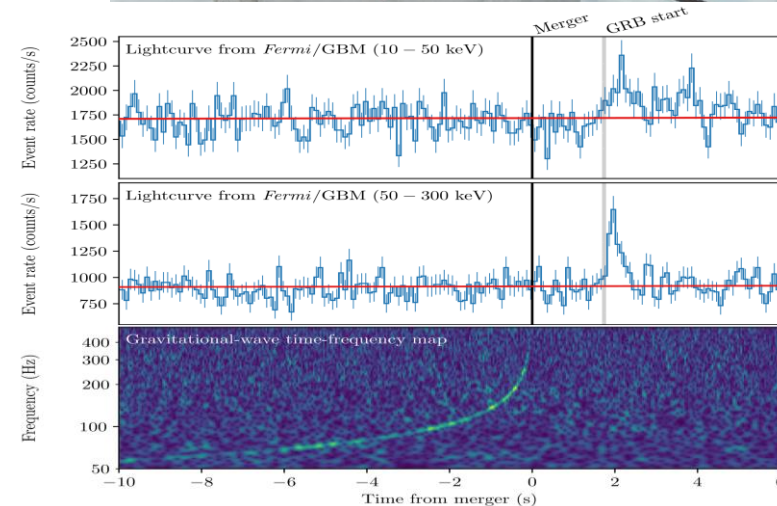 Merger
GRB start
Lightcurve from Fermi/GBM (10 − 50 keV)
Event rate (counts/s)
2500
2250
2000
1750
1500
1250
Lightcurve from Fermi/GBM (50 − 300 keV)
Event rate (counts/s)
1750
1500
1250
1000
750
Gravitational-wave time-frequency map
Frequency (Hz)
400
300
200
100
50
−10 −8 −6 −4 −2 0 2 4 6
Time from merger (s)